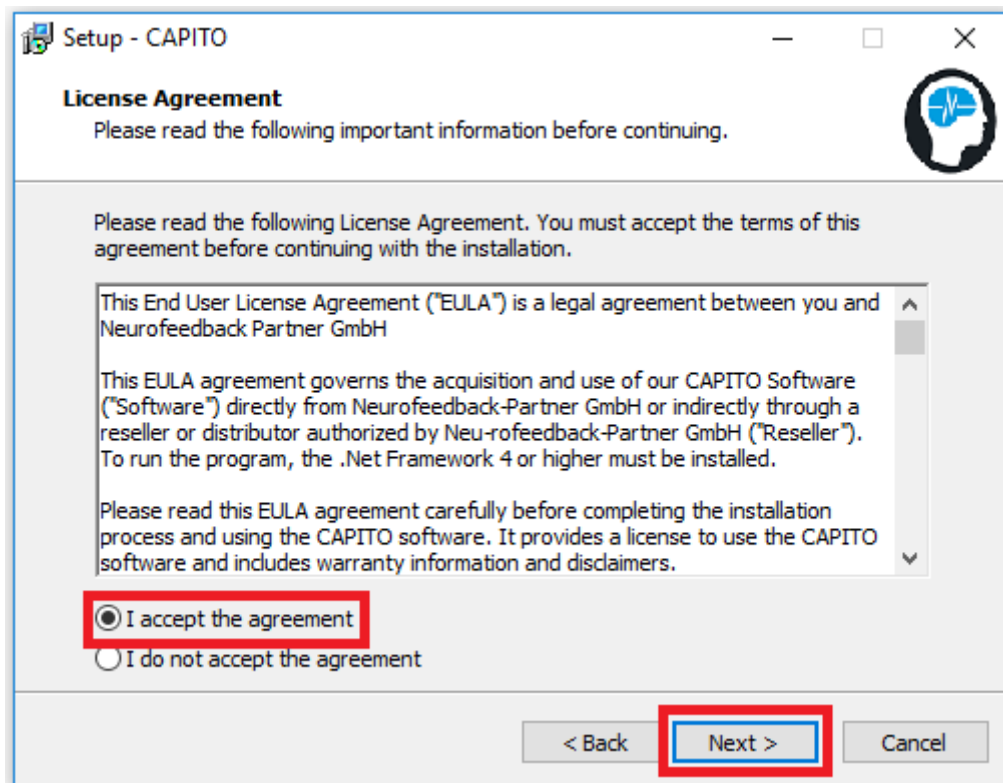 Setup - CAPITO
License Agreement
Please read the following important information before continuing.
Please read the following License Agreement. You must accept the terms of this
agreement before continuing with the installation.
This End User License Agreement ("EULA") is a legal agreement between you and
Neurofeedback Partner GmbH
This EULA agreement governs the acquisition and use of our CAPITO Software
("Software") directly from Neurofeedback-Partner GmbH or indirectly through a
reseller or distributor authorized by Neu-rofeedback-Partner GmbH ("Reseller").
To run the program, the .Net Framework 4 or higher must be installed.
Please read this EULA agreement carefully before completing the installation
process and using the CAPITO software. It provides a license to use the CAPITO
software and includes warranty information and disclaimers.
I accept the agreement
I do not accept the agreement
< Back Next > Cancel